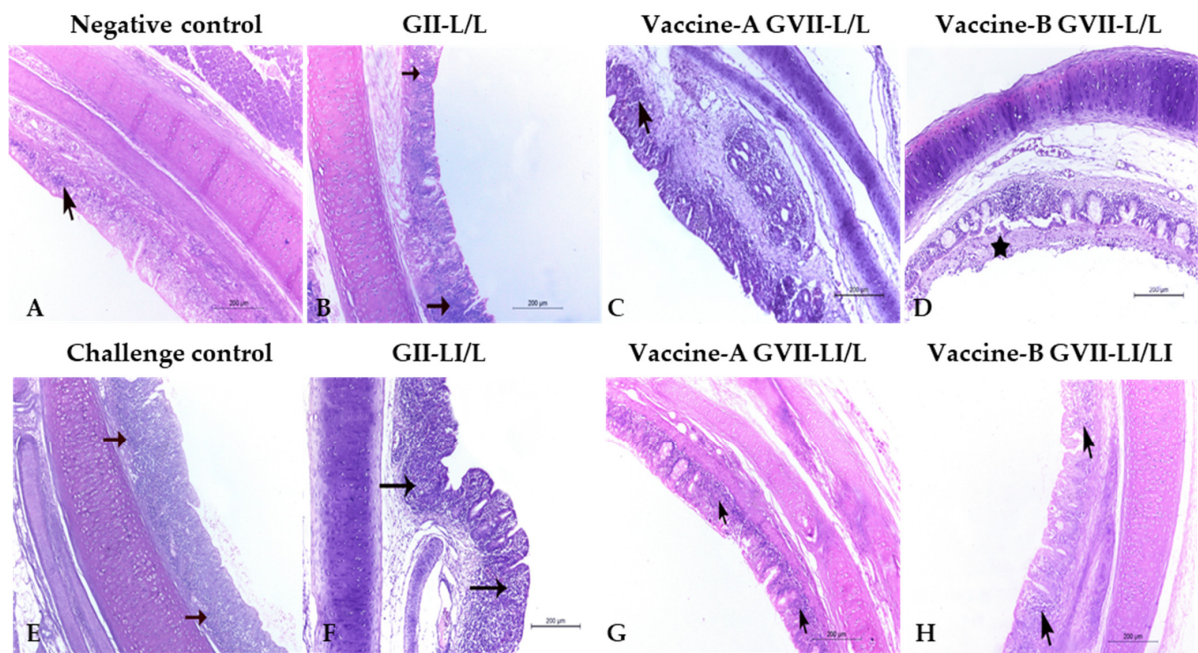 Negative control GII-L/L Vaccine-A GVII-L/L Vaccine-B GVII-L/L
A 200 µm B 200 µm C 200 µm D 200 µm
Challenge control GII-LI/L Vaccine-A GVII-LI/L Vaccine-B GVII-LI/LI
E F 200 µm G 200 µm H 200 µm